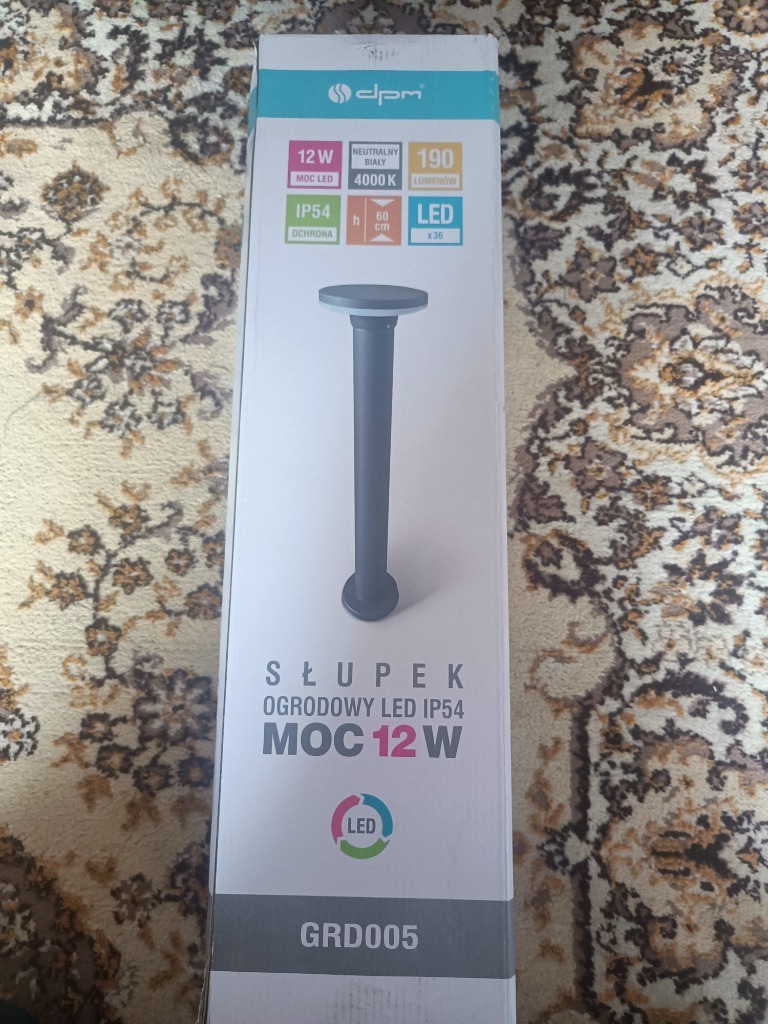 dpm
12 W
MOC LED
NEUTRALNY
BIAŁY
4000 K
190
LUMENÓW
IP54
OCHRONA
h
60
cm
LED
x 36
SŁUPEK
OGRODOWY LED IP54
MOC 12 W
LED
GRD005